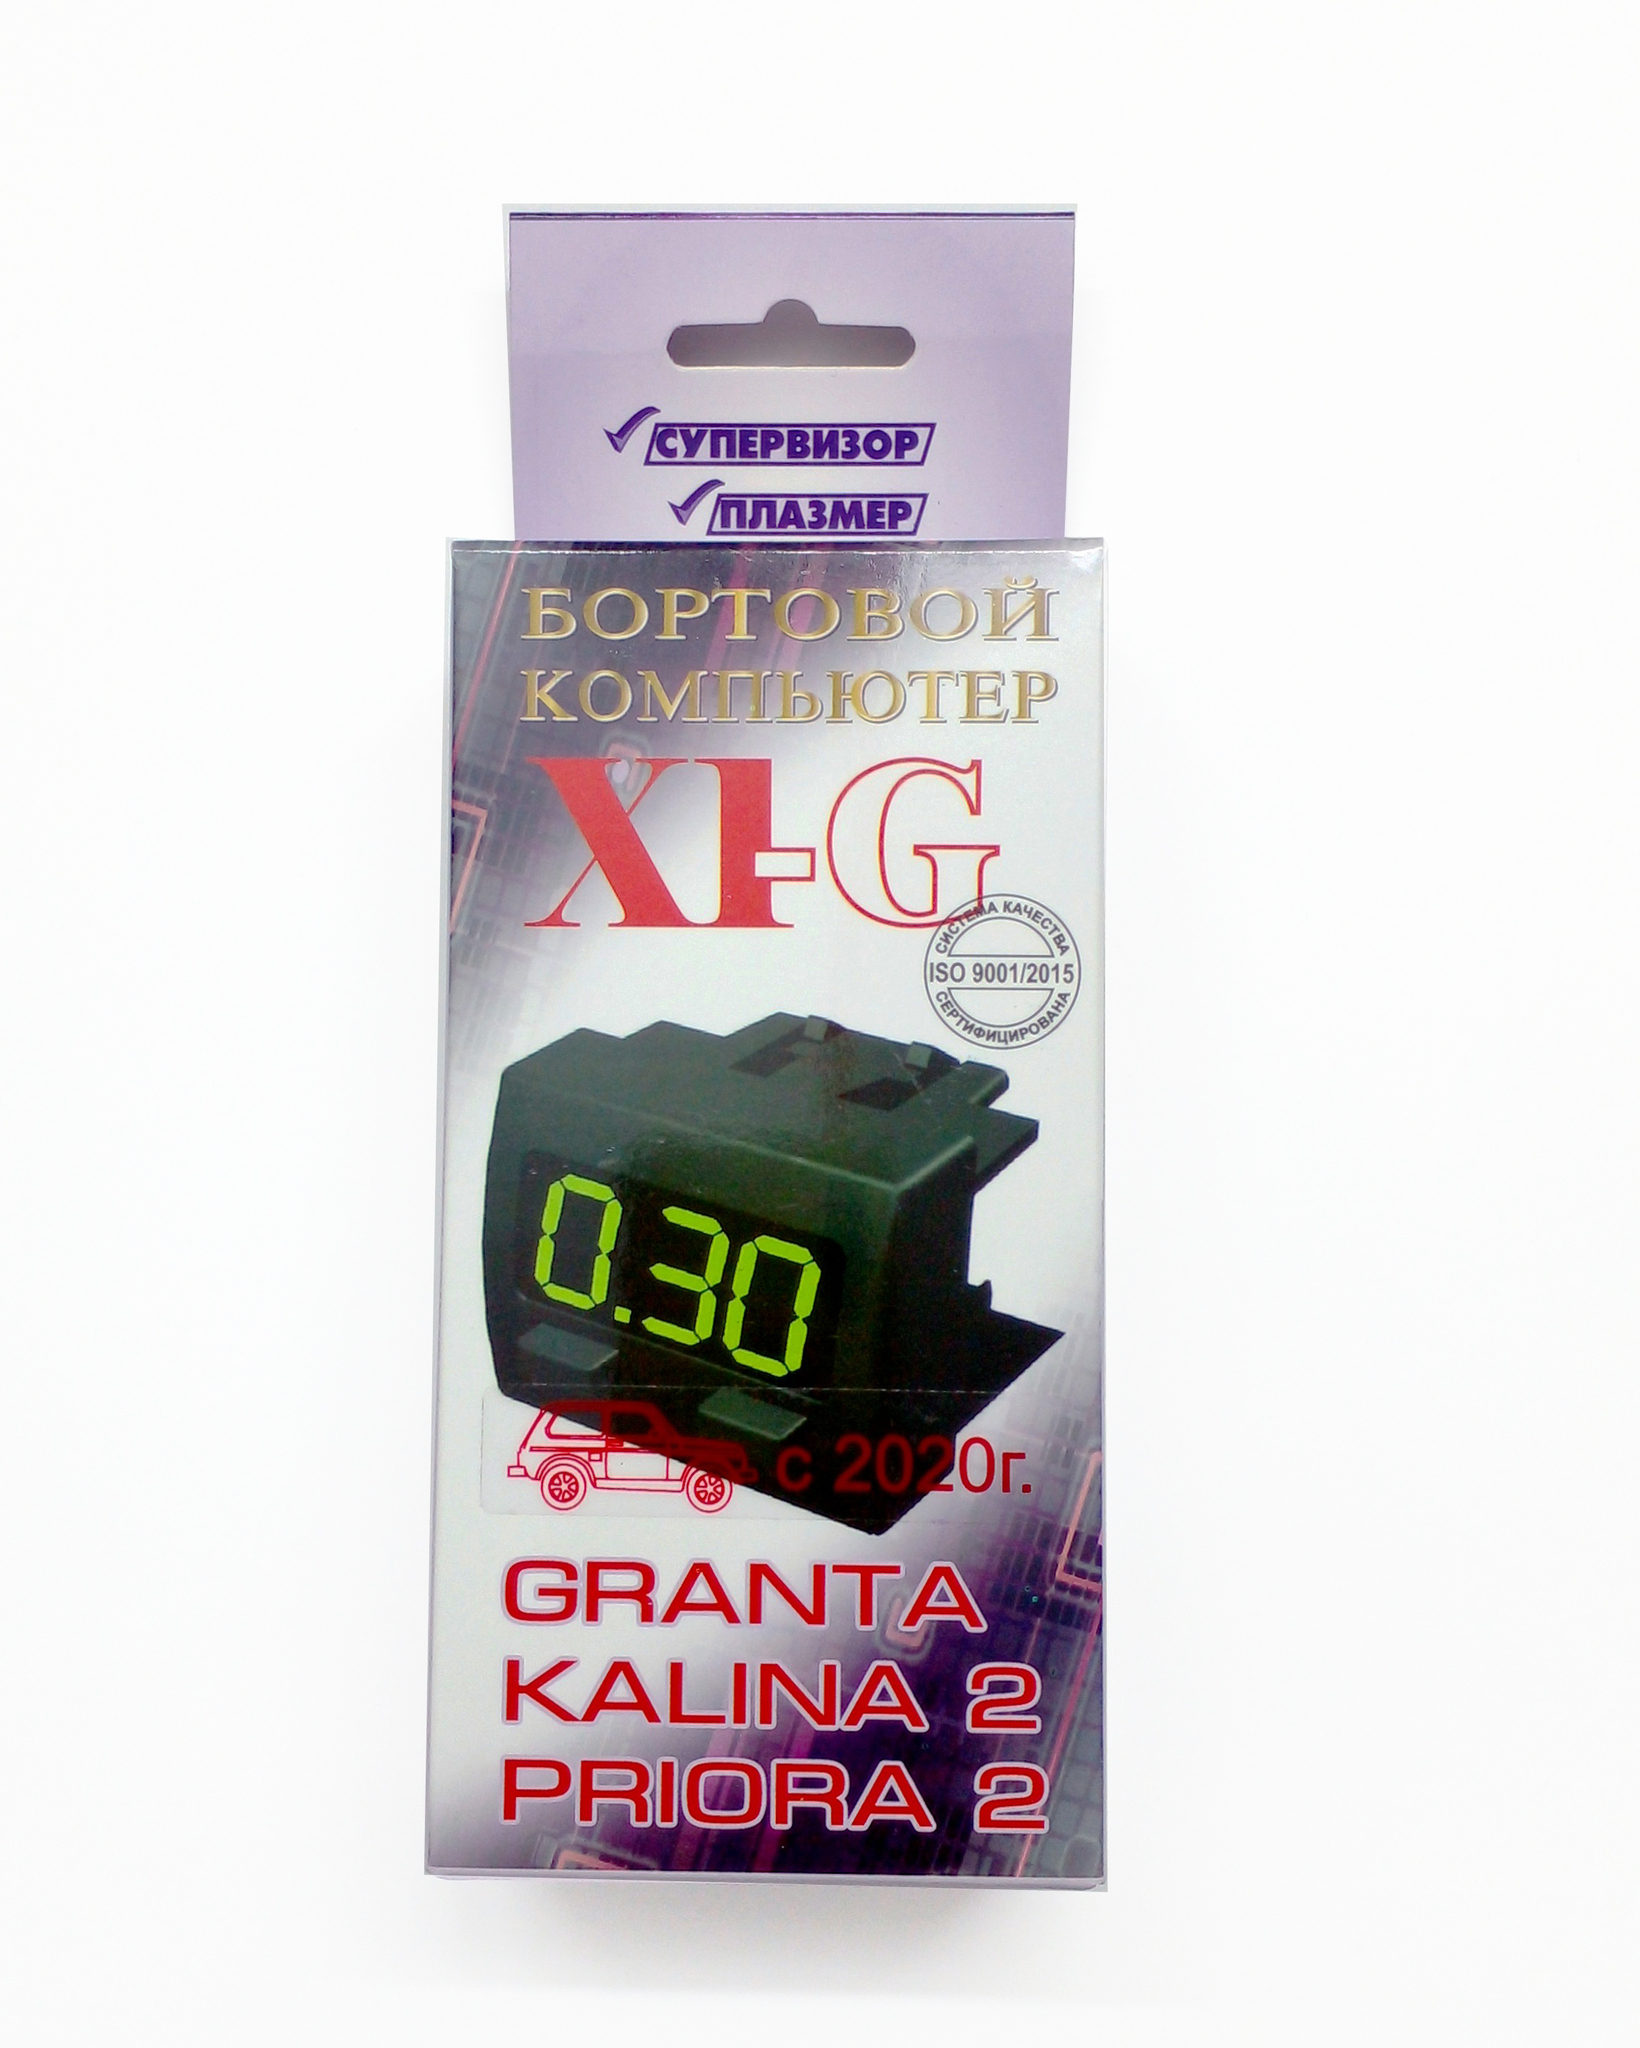 СУПЕРВИЗОР
ПЛАЗМЕР
БОРТОВОЙ
КОМПЬЮТЕР
X1-G
СИСТЕМА КАЧЕСТВА
ISO 9001/2015
СЕРТИФИЦИРОВАНА
0.30
с 2020г.
GRANTA
KALINA 2
PRIORA 2